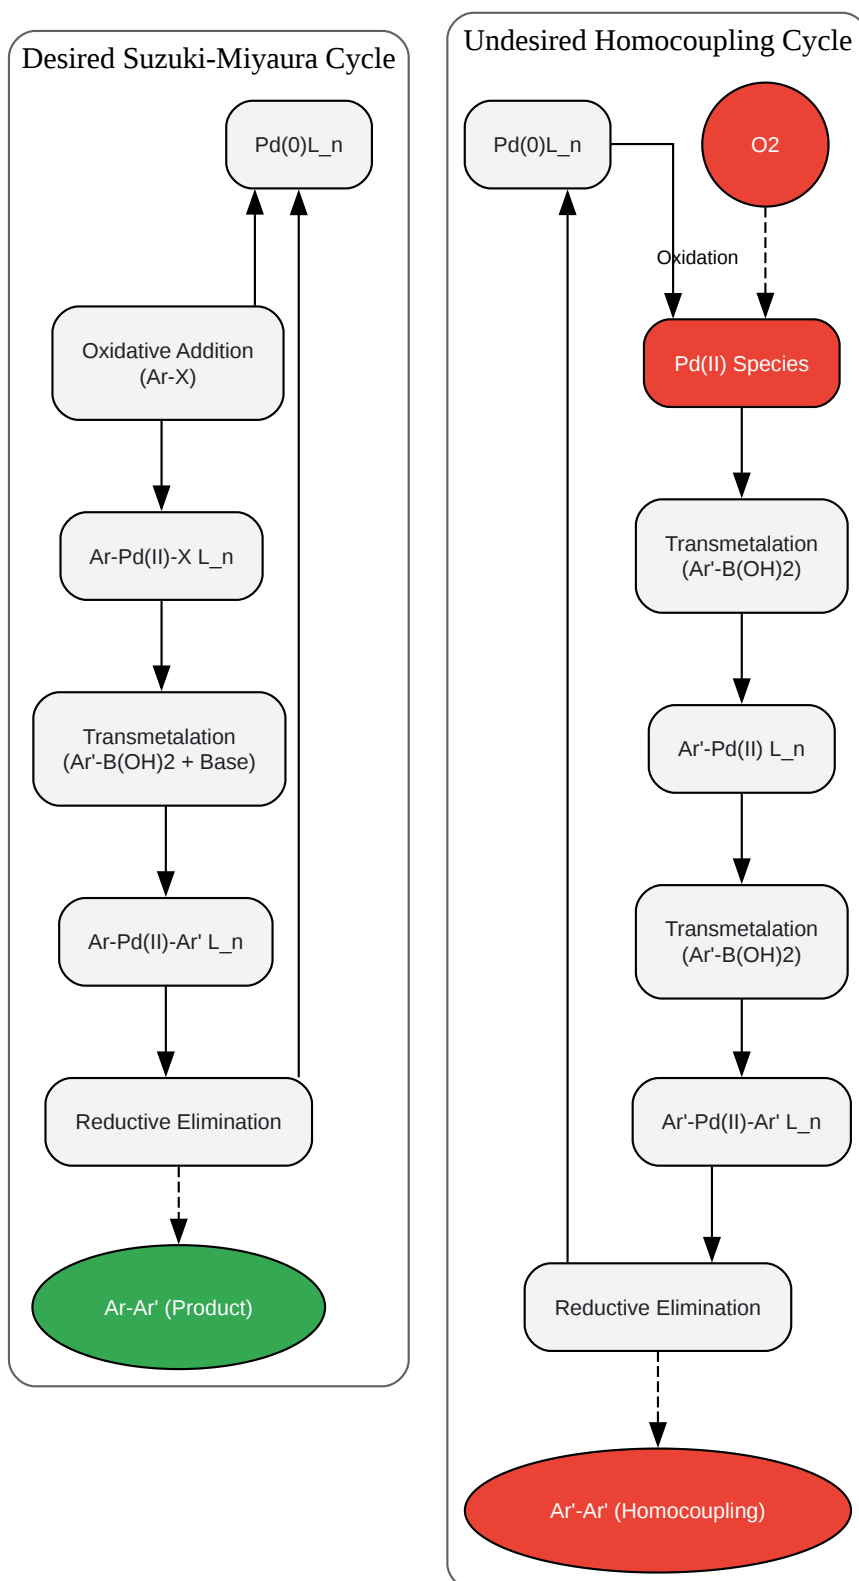 Desired Suzuki-Miyaura Cycle
Pd(0)L_n
Oxidative Addition
(Ar-X)
Ar-Pd(II)-X L_n
Transmetalation
(Ar'-B(OH)2 + Base)
Ar-Pd(II)-Ar' L_n
Reductive Elimination
Ar-Ar' (Product)
Undesired Homocoupling Cycle
Pd(0)L_n
O2
Oxidation
Pd(II) Species
Transmetalation
(Ar'-B(OH)2)
Ar'-Pd(II) L_n
Transmetalation
(Ar'-B(OH)2)
Ar'-Pd(II)-Ar' L_n
Reductive Elimination
Ar'-Ar' (Homocoupling)